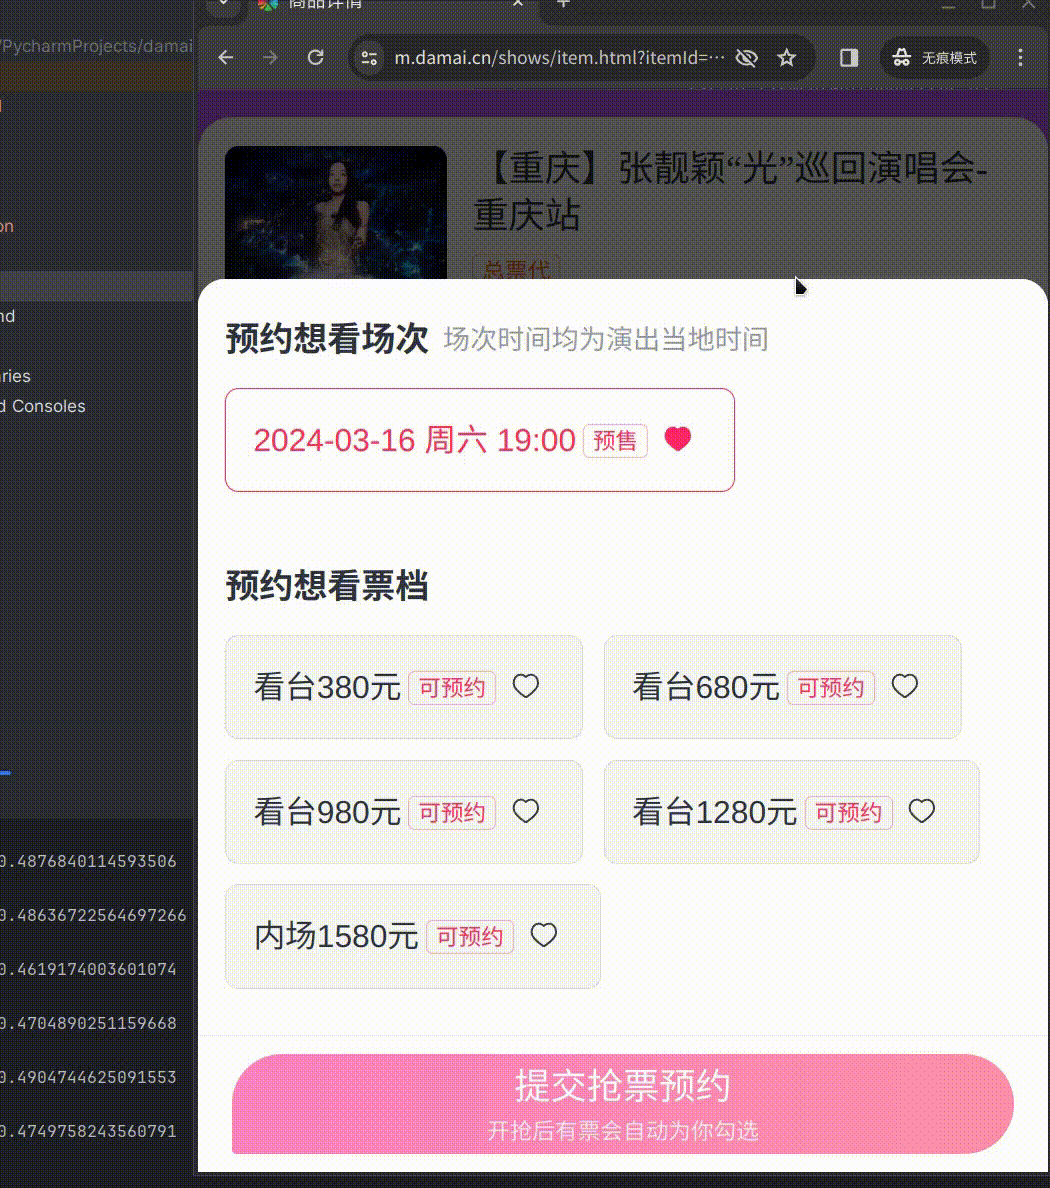 /PycharmProjects/damai
商品详情
m.damai.cn/shows/item.html?itemId=···
无痕模式
on
nd
ries
d Consoles
【重庆】张靓颖“光”巡回演唱会-
重庆站
总票代
预约想看场次 场次时间均为演出当地时间
2024-03-16 周六 19:00 预售
预约想看票档
看台380元 可预约
看台680元 可预约
看台980元 可预约
看台1280元 可预约
内场1580元 可预约
提交抢票预约
开抢后有票会自动为你勾选
0.4876840114593506
0.48636722564697266
0.4619174003601074
0.4704890251159668
0.4904744625091553
0.4749758243560791